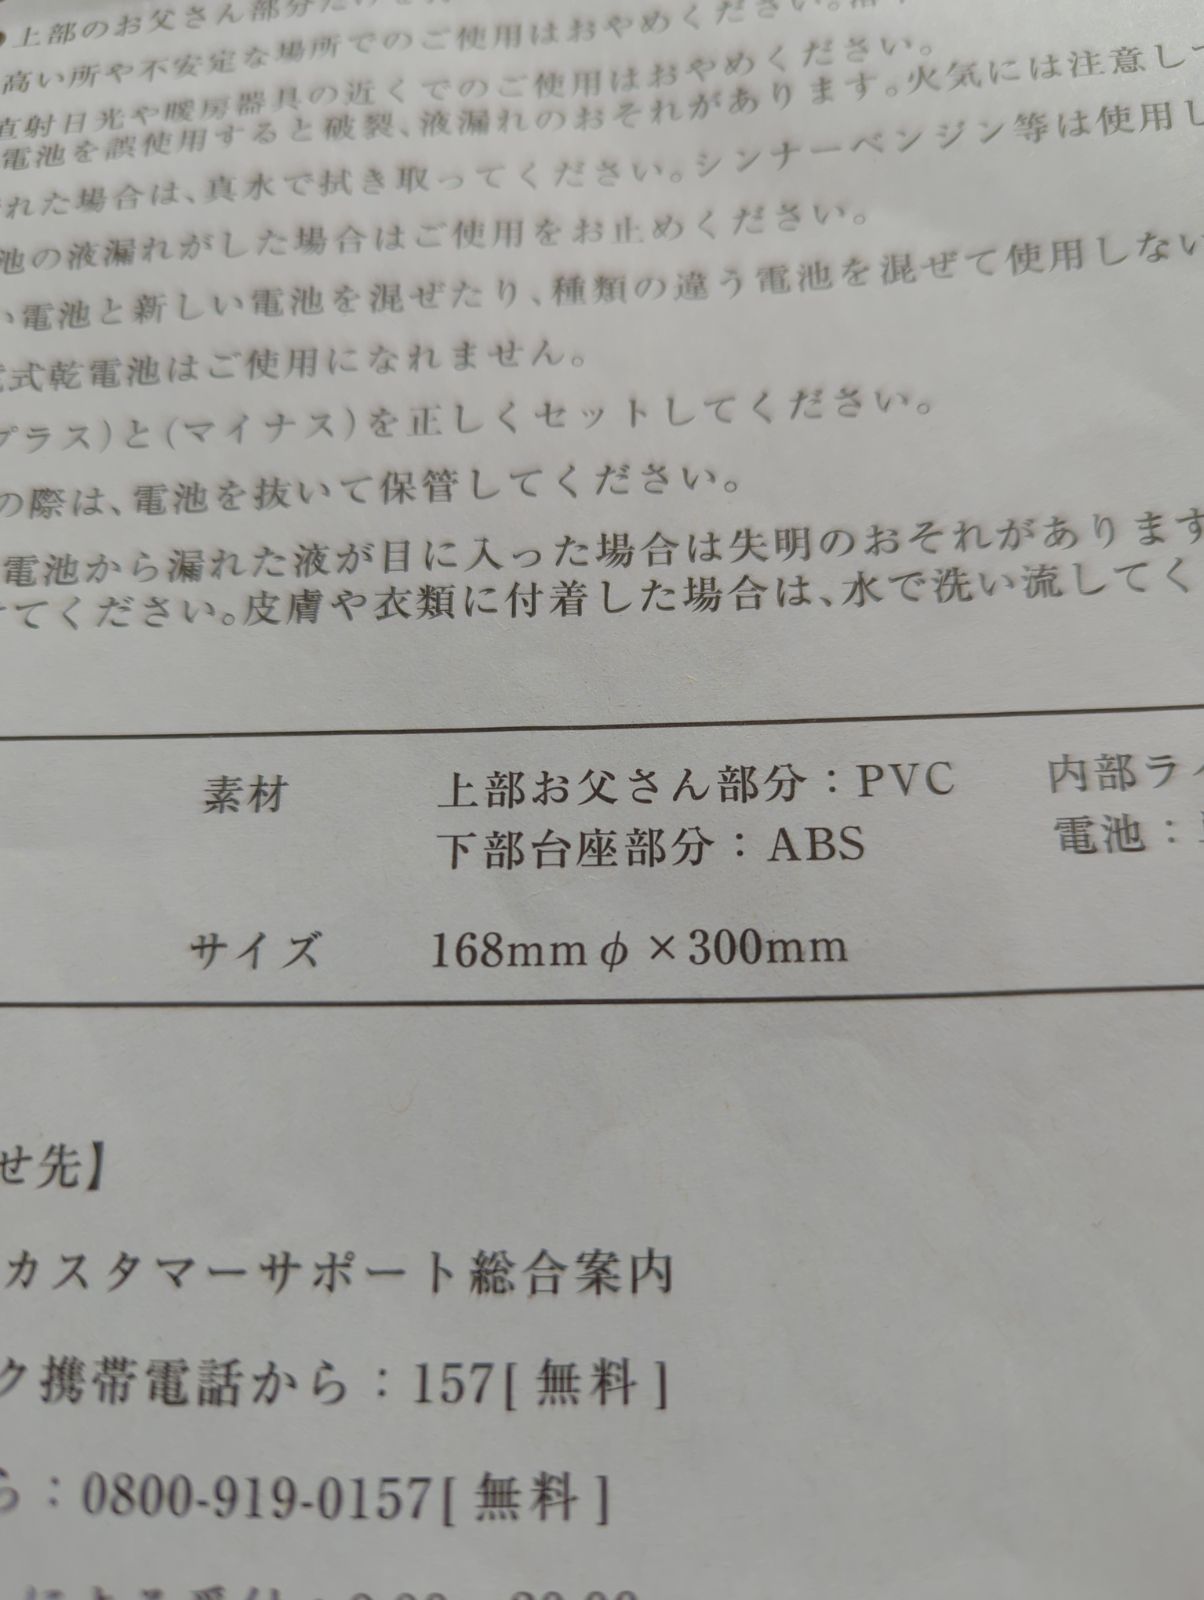 上部のお父さん部分だけを
高い所や不安定な場所でのご使用はおやめください。
直射日光や暖房器具の近くでのご使用はおやめください。
電池を誤使用すると破裂、液漏れのおそれがあります。火気には注意し
れた場合は、真水で拭き取ってください。シンナーベンジン等は使用し
池の液漏れがした場合はご使用をお止めください。
い電池と新しい電池を混ぜたり、種類の違う電池を混ぜて使用しない
式乾電池はご使用になれません。
プラス)と(マイナス)を正しくセットしてください。
の際は、電池を抜いて保管してください。
電池から漏れた液が目に入った場合は失明のおそれがあります
てください。皮膚や衣類に付着した場合は、水で洗い流してく
素材 上部お父さん部分：PVC 内部ラ
下部台座部分：ABS 電池：
サイズ 168mmφ×300mm
せ先】
カスタマーサポート総合案内
ク携帯電話から：157[ 無料 ]
ら：0800-919-0157[ 無料 ]